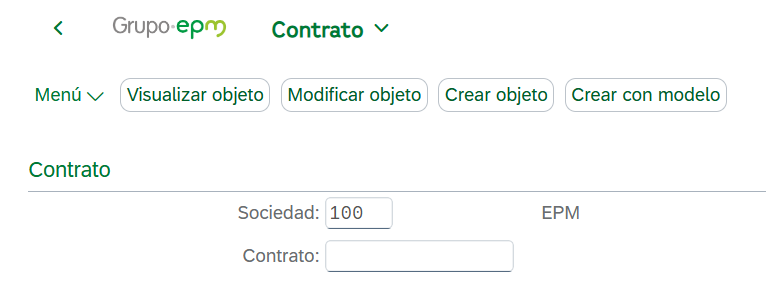 Grupo·epm Contrato
Menú Visualizar objeto Modificar objeto Crear objeto Crear con modelo
Contrato
Sociedad: 100 EPM
Contrato: